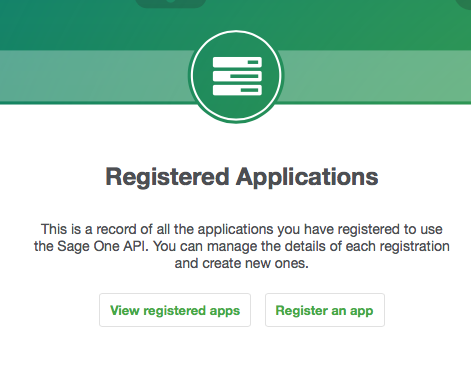 Registered Applications
This is a record of all the applications you have registered to use
the Sage One API. You can manage the details of each registration
and create new ones.
View registered apps
Register an app